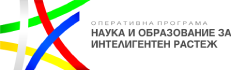 ОПЕРАТИВНА ПРОГРАМА
НАУКА И ОБРАЗОВАНИЕ ЗА
ИНТЕЛИГЕНТЕН РАСТЕЖ